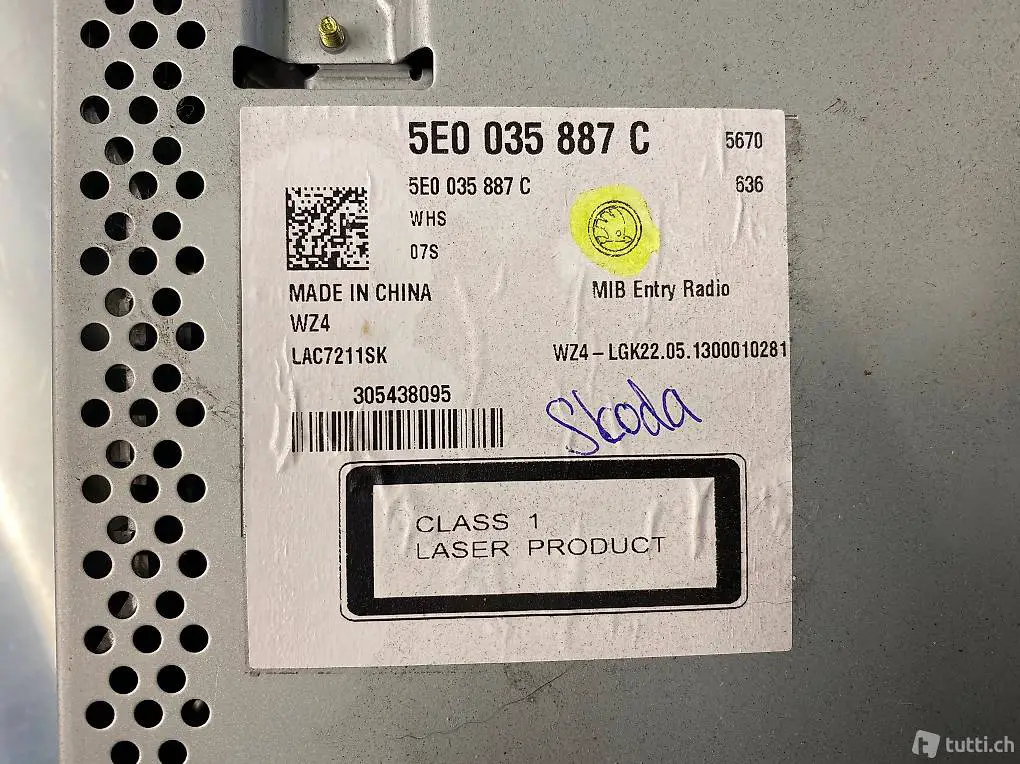 5E0 035 887 C
5670
5E0 035 887 C
636
WHS
07S
MADE IN CHINA
MIB Entry Radio
WZ4
LAC7211SK
WZ4-LGK22.05.1300010281
305438095
Skoda
CLASS 1
LASER PRODUCT
tutti.ch